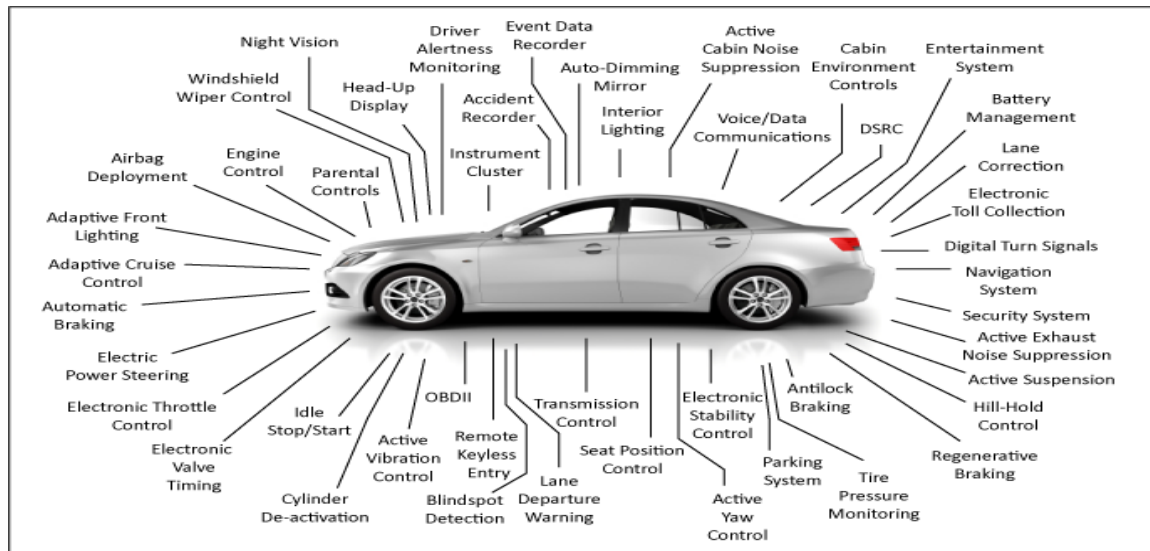 Night Vision
Driver
Alertness
Monitoring
Event Data
Recorder
Active
Cabin Noise
Suppression
Cabin
Environment
Controls
Entertainment
System
Windshield
Wiper Control
Head-Up
Display
Accident
Recorder
Auto-Dimming
Mirror
Interior
Lighting
Voice/Data
Communications
DSRC
Battery
Management
Airbag
Deployment
Engine
Control
Parental
Controls
Instrument
Cluster
Lane
Correction
Electronic
Toll Collection
Adaptive Front
Lighting
Digital Turn Signals
Adaptive Cruise
Control
Navigation
System
Automatic
Braking
Security System
Electric
Power Steering
Active Exhaust
Noise Suppression
Active Suspension
Electronic Throttle
Control
Idle
Stop/Start
OBDII
Transmission
Control
Electronic
Stability
Control
Antilock
Braking
Hill-Hold
Control
Electronic
Valve
Timing
Active
Vibration
Control
Remote
Keyless
Entry
Seat Position
Control
Parking
System
Regenerative
Braking
Cylinder
De-activation
Blindspot
Detection
Lane
Departure
Warning
Active
Yaw
Control
Tire
Pressure
Monitoring